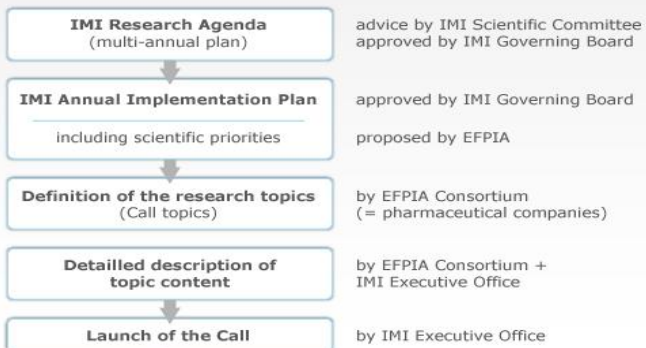 IMI Research Agenda
(multi-annual plan)
advice by IMI Scientific Committee
approved by IMI Governing Board
IMI Annual Implementation Plan
approved by IMI Governing Board
including scientific priorities
proposed by EFPIA
Definition of the research topics
(Call topics)
by EFPIA Consortium
(= pharmaceutical companies)
Detailled description of
topic content
by EFPIA Consortium +
IMI Executive Office
Launch of the Call
by IMI Executive Office